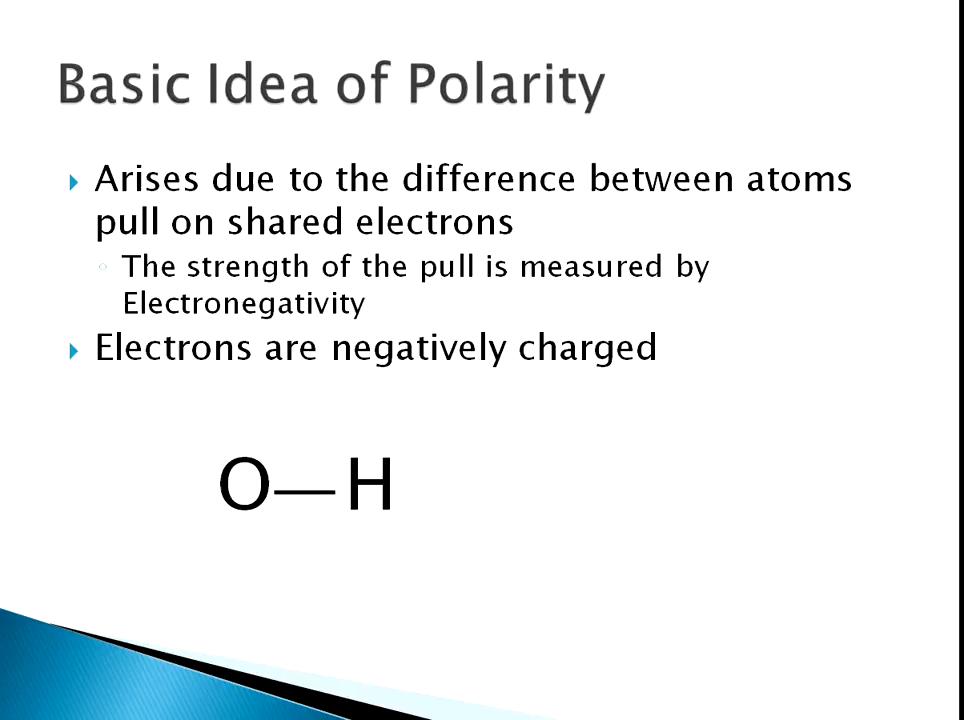 Basic Idea of Polarity
Arises due to the difference between atoms
pull on shared electrons
The strength of the pull is measured by
Electronegativity
Electrons are negatively charged
O—H